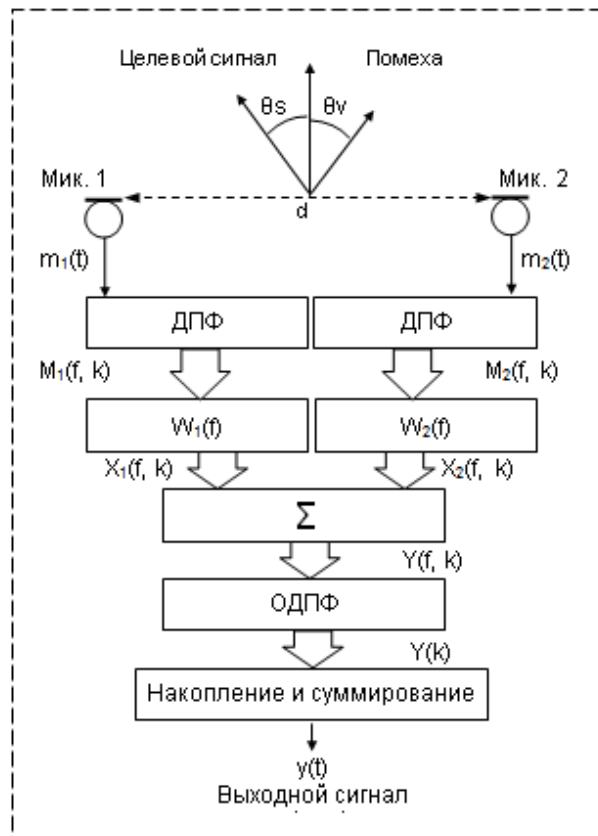 Целевой сигнал Помеха
θs θv
Мик. 1 Мик. 2
d
m₁(t) m₂(t)
ДПФ ДПФ
M₁(f, k) M₂(f, k)
W₁(f) W₂(f)
X₁(f, k) X₂(f, k)
Σ
Y(f, k)
ОДПФ
Y(k)
Накопление и суммирование
y(t)
Выходной сигнал